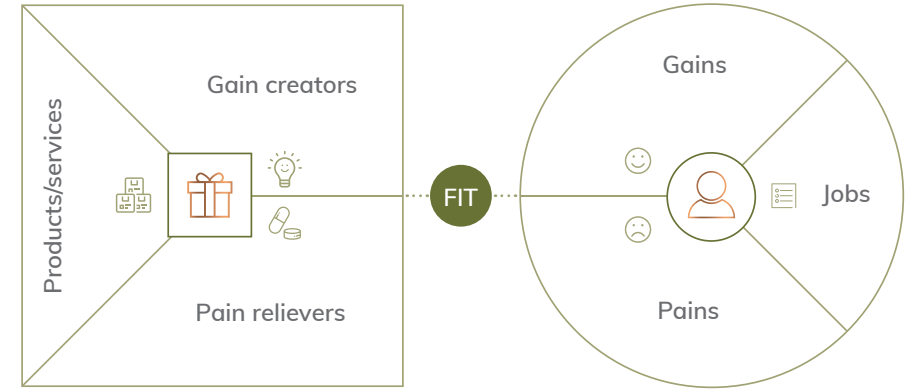 Products/services
Gain creators
Pain relievers
FIT
Gains
Jobs
Pains